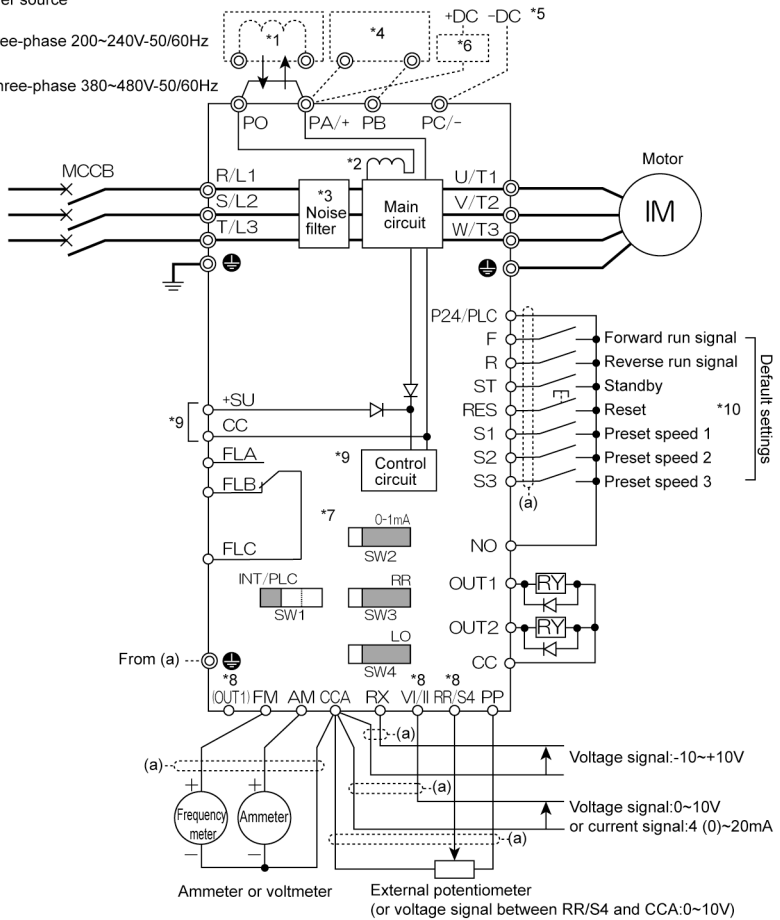 er source
+DC -DC *5
*1
*4
*6
ee-phase 200~240V-50/60Hz
hree-phase 380~480V-50/60Hz
PO PA/+ PB PC/-
MCCB
*2
R/L1
S/L2
T/L3
*3
Noise
filter
Main
circuit
U/T1
V/T2
W/T3
Motor
IM
P24/PLC
F
R
ST
RES
S1
S2
S3
(a)
Forward run signal
Reverse run signal
Standby
Reset
Preset speed 1
Preset speed 2
Preset speed 3
*10
Default settings
+SU
*9
CC
FLA
FLB
FLC
*9
Control
circuit
*7
0-1mA
SW2
INT/PLC
SW1
RR
SW3
LO
SW4
NO
OUT1
RY
OUT2
RY
CC
From (a)
*8
*8
*8
(OUT1) FM AM CCA RX VI/II RR/S4 PP
(a)
(a)
(a)
(a)
Voltage signal:-10~+10V
Voltage signal:0~10V
or current signal:4 (0)~20mA
+
+
Frequency
meter
Ammeter
−
−
Ammeter or voltmeter
External potentiometer
(or voltage signal between RR/S4 and CCA:0~10V)